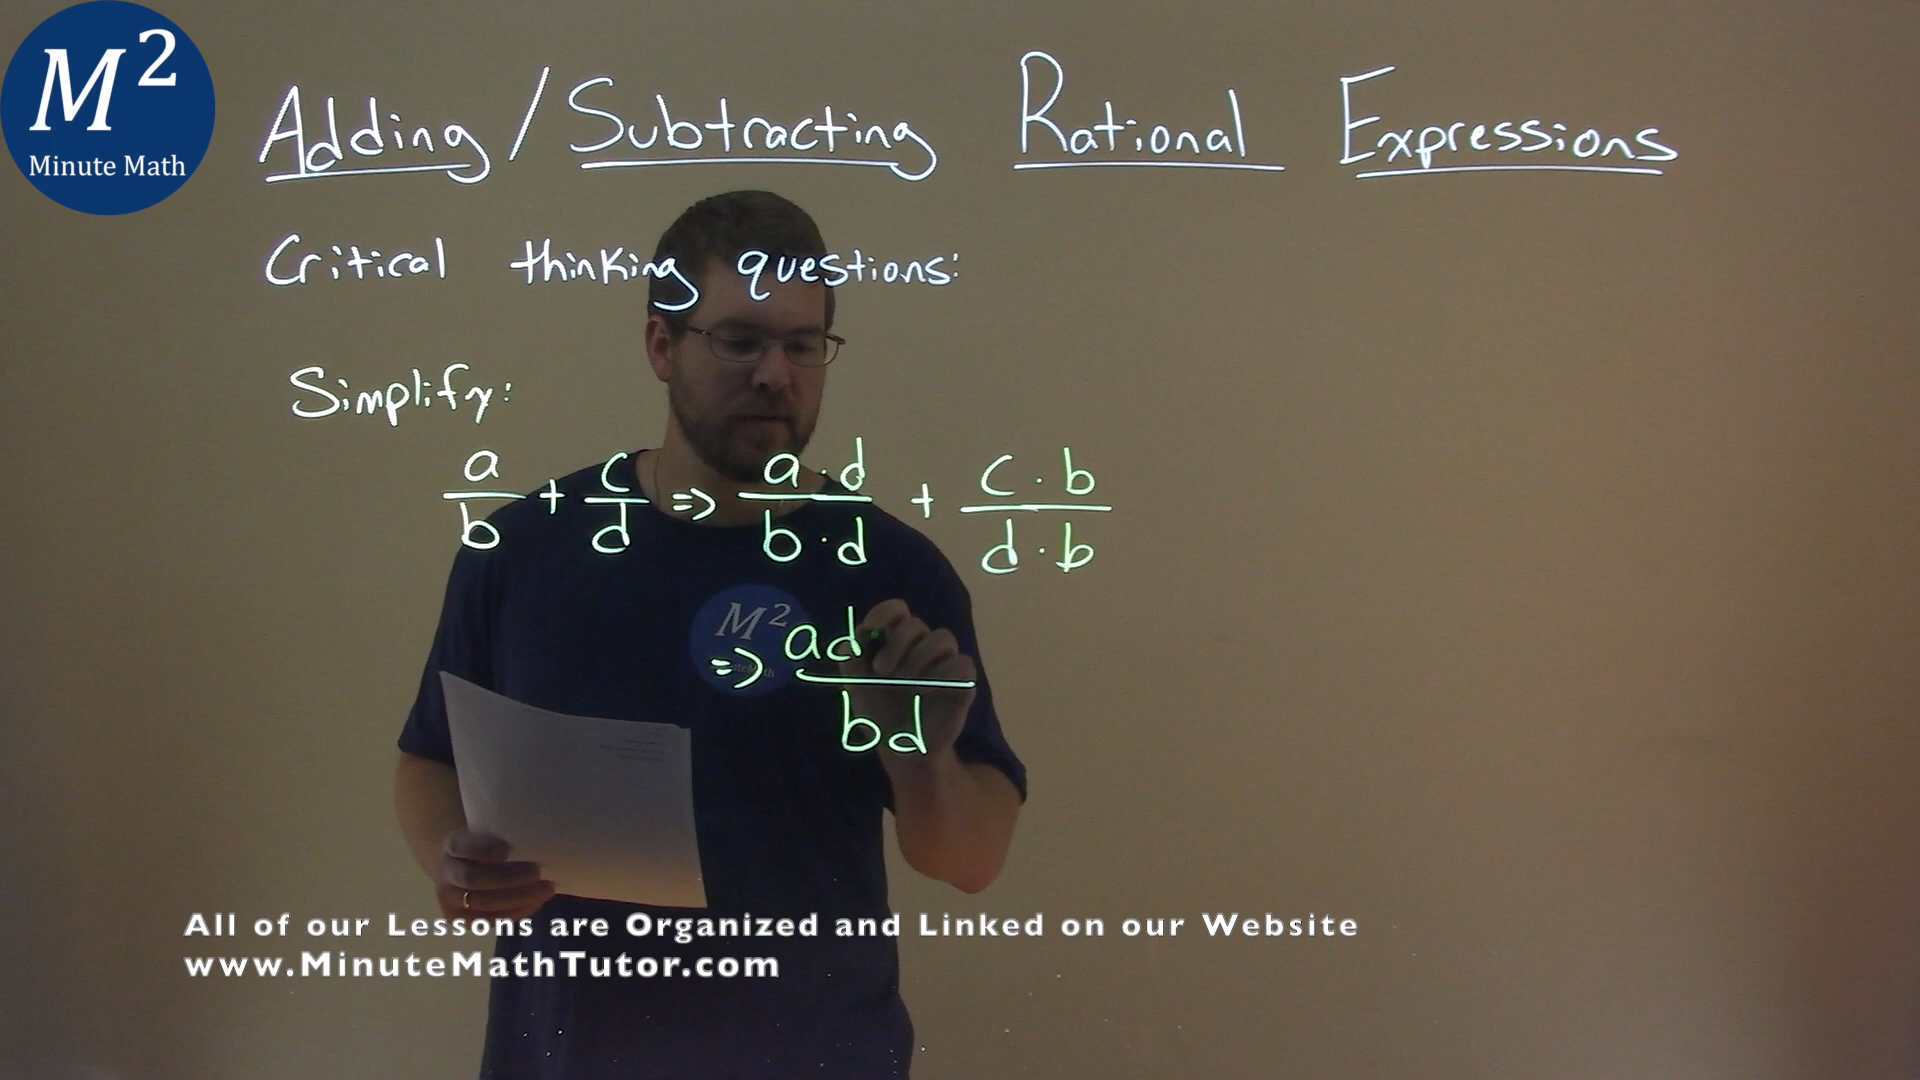 M²
Minute Math
Adding / Subtracting Rational Expressions
Critical thinking questions:
Simplify:
a/b + c/d => a·d/b·d + c·b/d·b
M²
=> ad/bd
All of our Lessons are Organized and Linked on our Website
www.MinuteMathTutor.com